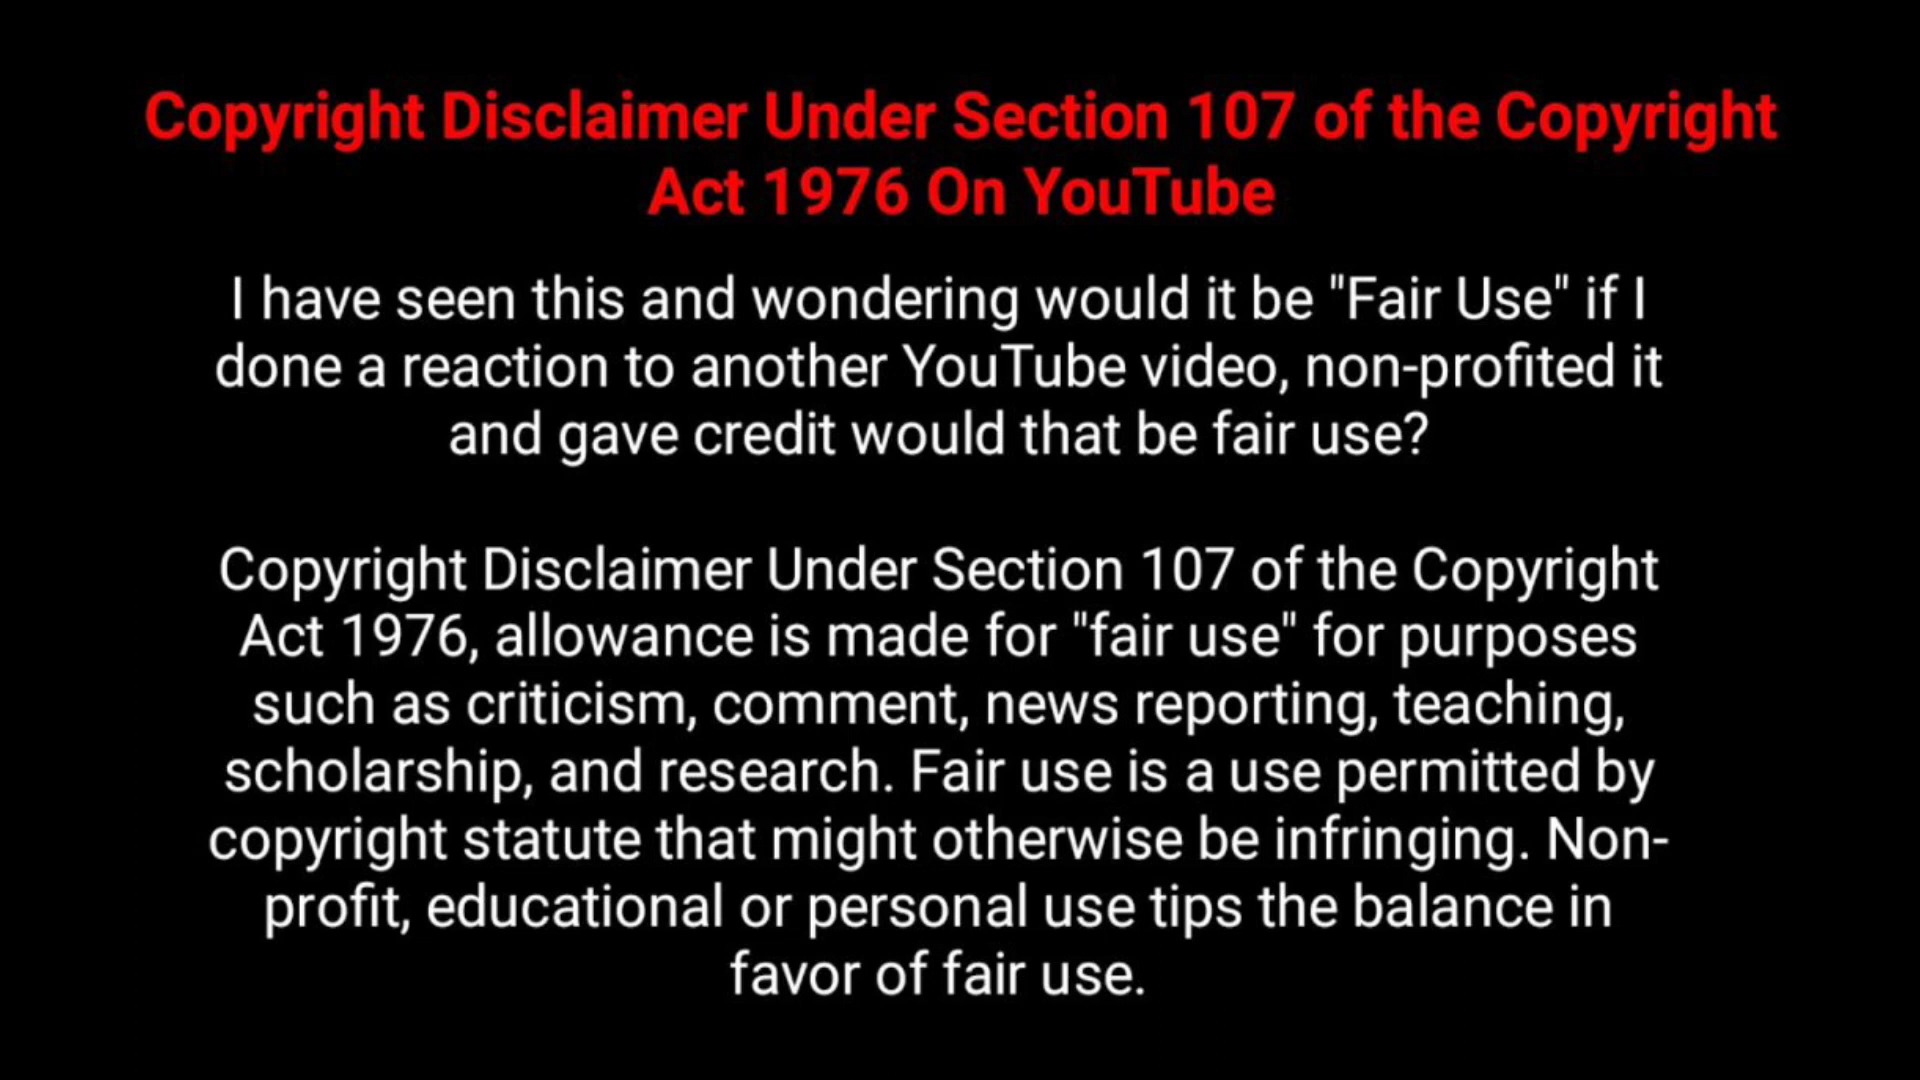 Copyright Disclaimer Under Section 107 of the Copyright
Act 1976 On YouTube
I have seen this and wondering would it be "Fair Use" if I
done a reaction to another YouTube video, non-profited it
and gave credit would that be fair use?
Copyright Disclaimer Under Section 107 of the Copyright
Act 1976, allowance is made for "fair use" for purposes
such as criticism, comment, news reporting, teaching,
scholarship, and research. Fair use is a use permitted by
copyright statute that might otherwise be infringing. Non-
profit, educational or personal use tips the balance in
favor of fair use.